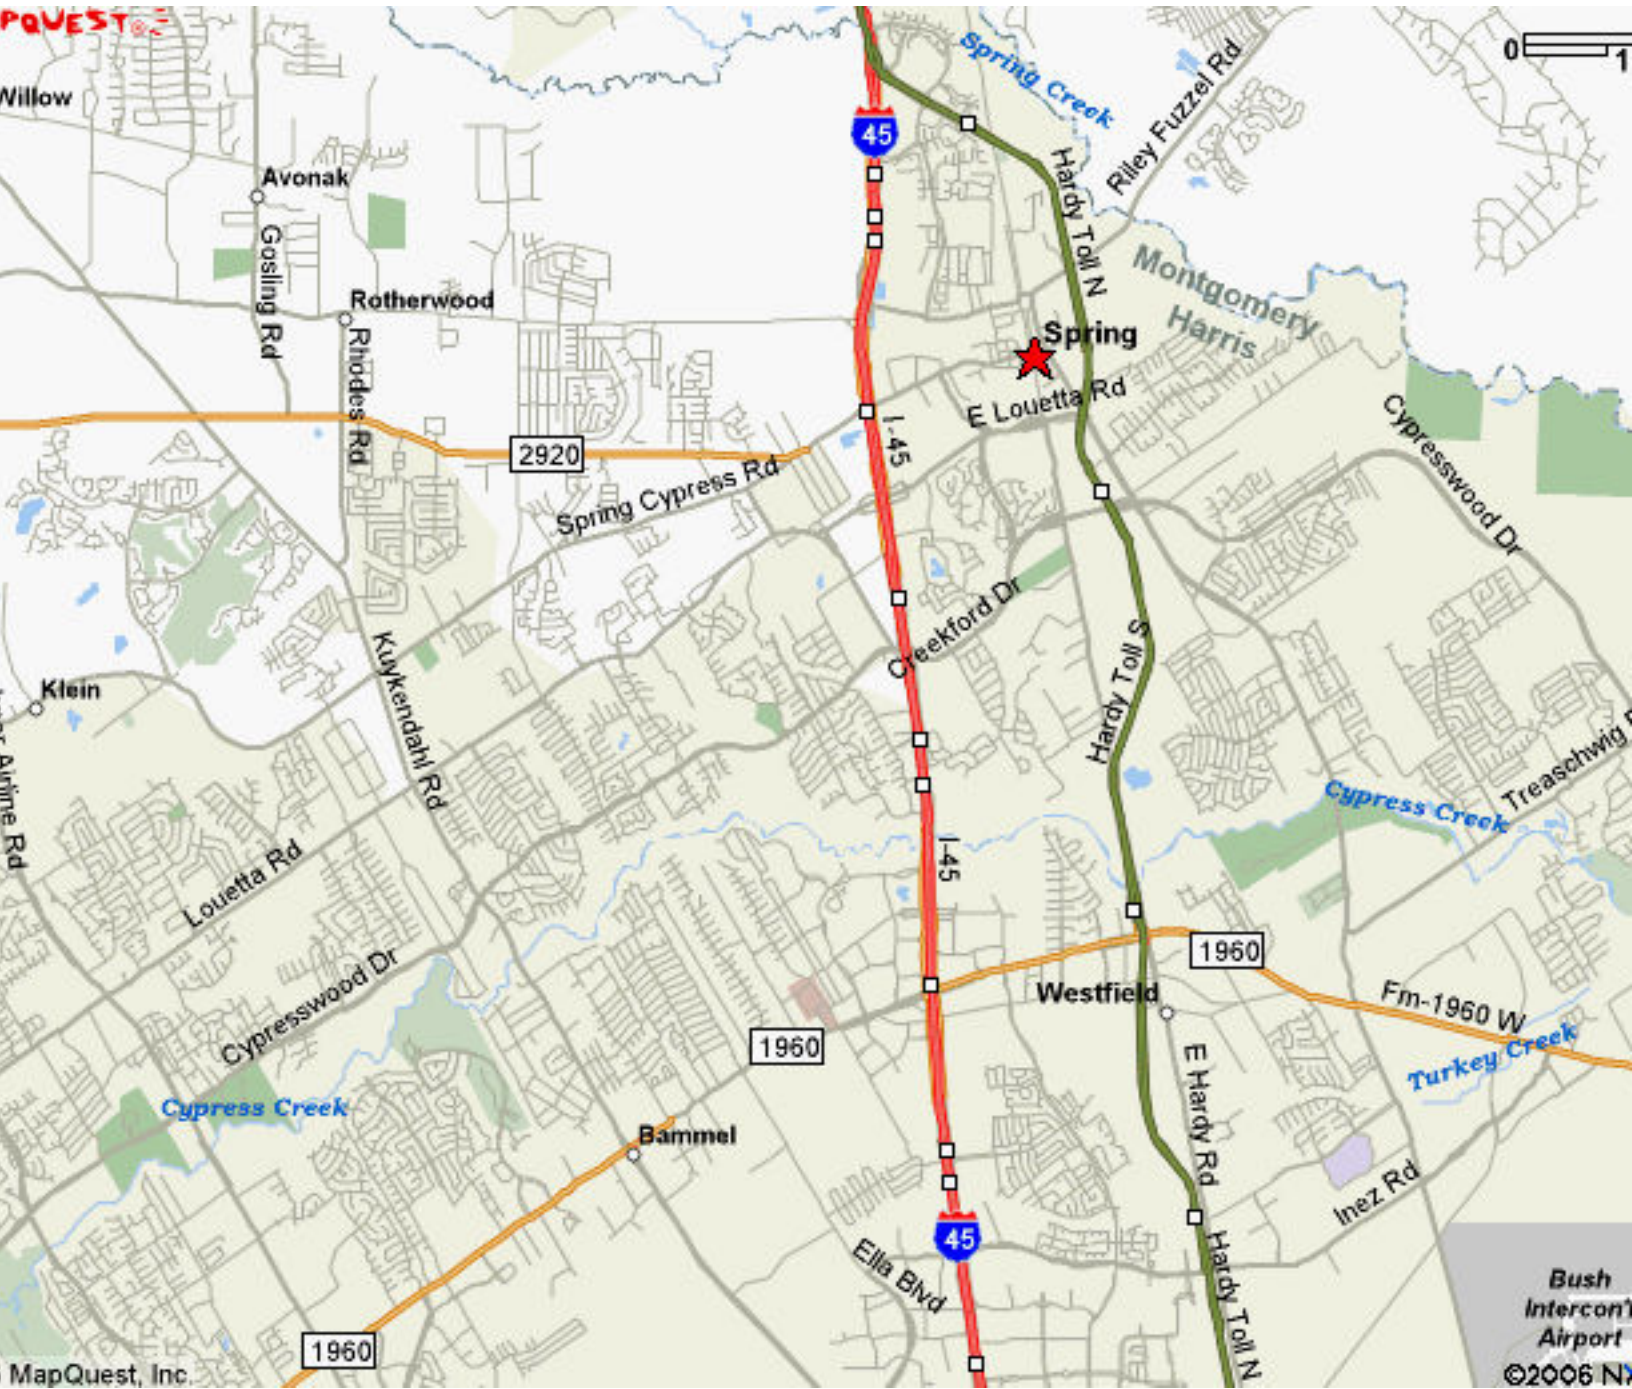 PQUEST
0
1
Willow
Spring Creek
Riley Fuzzel Rd
45
Avonak
Hardy Toll N
Gosling Rd
Montgomery
Harris
Rotherwood
Rhodes Rd
Spring
E Louetta Rd
Cypresswood Dr
I-45
2920
Spring Cypress Rd
Creekford Dr
Kuykendahl Rd
Hardy Toll S
Klein
Airline Rd
Treaschwig
Cypress Creek
Louetta Rd
I-45
1960
Cypresswood Dr
Westfield
Fm-1960 W
1960
Turkey Creek
E Hardy Rd
Cypress Creek
Bammel
Inez Rd
45
Ella Blvd
Hardy Toll N
Bush
Intercon't
Airport
1960
MapQuest, Inc.
©2006 N